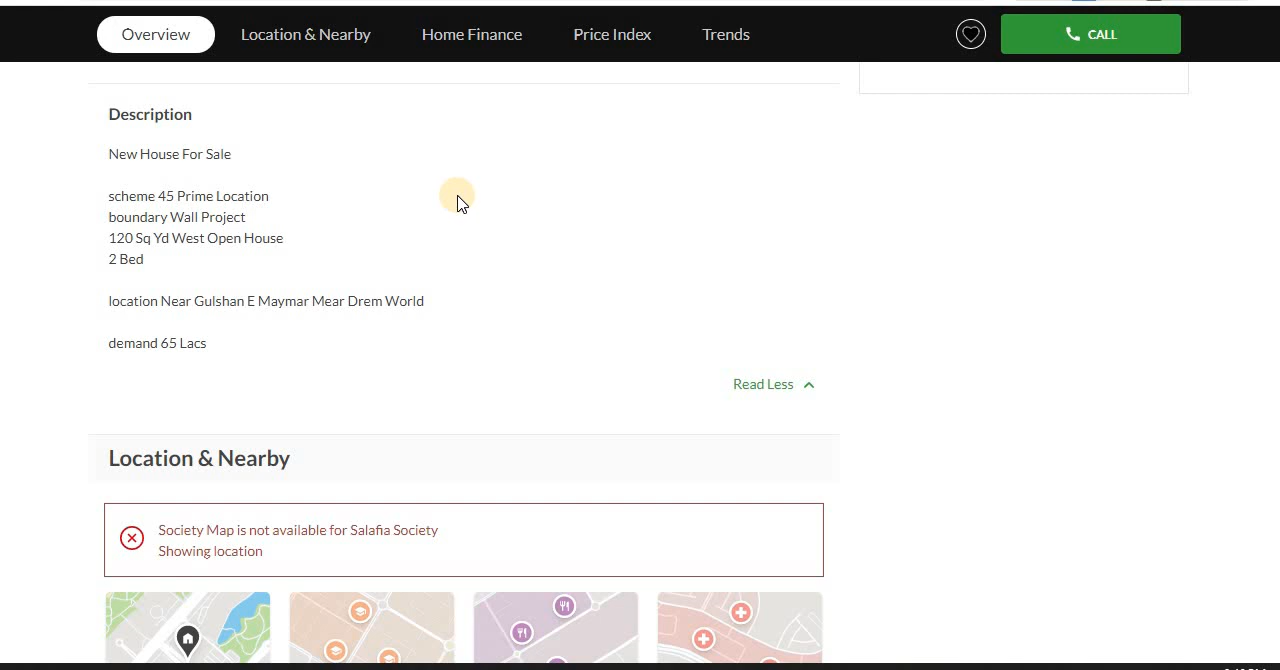 Overview
Location & Nearby
Home Finance
Price Index
Trends
CALL
Description
New House For Sale
scheme 45 Prime Location
boundary Wall Project
120 Sq Yd West Open House
2 Bed
location Near Gulshan E Maymar Mear Drem World
demand 65 Lacs
Read Less
Location & Nearby
Society Map is not available for Salafia Society
Showing location